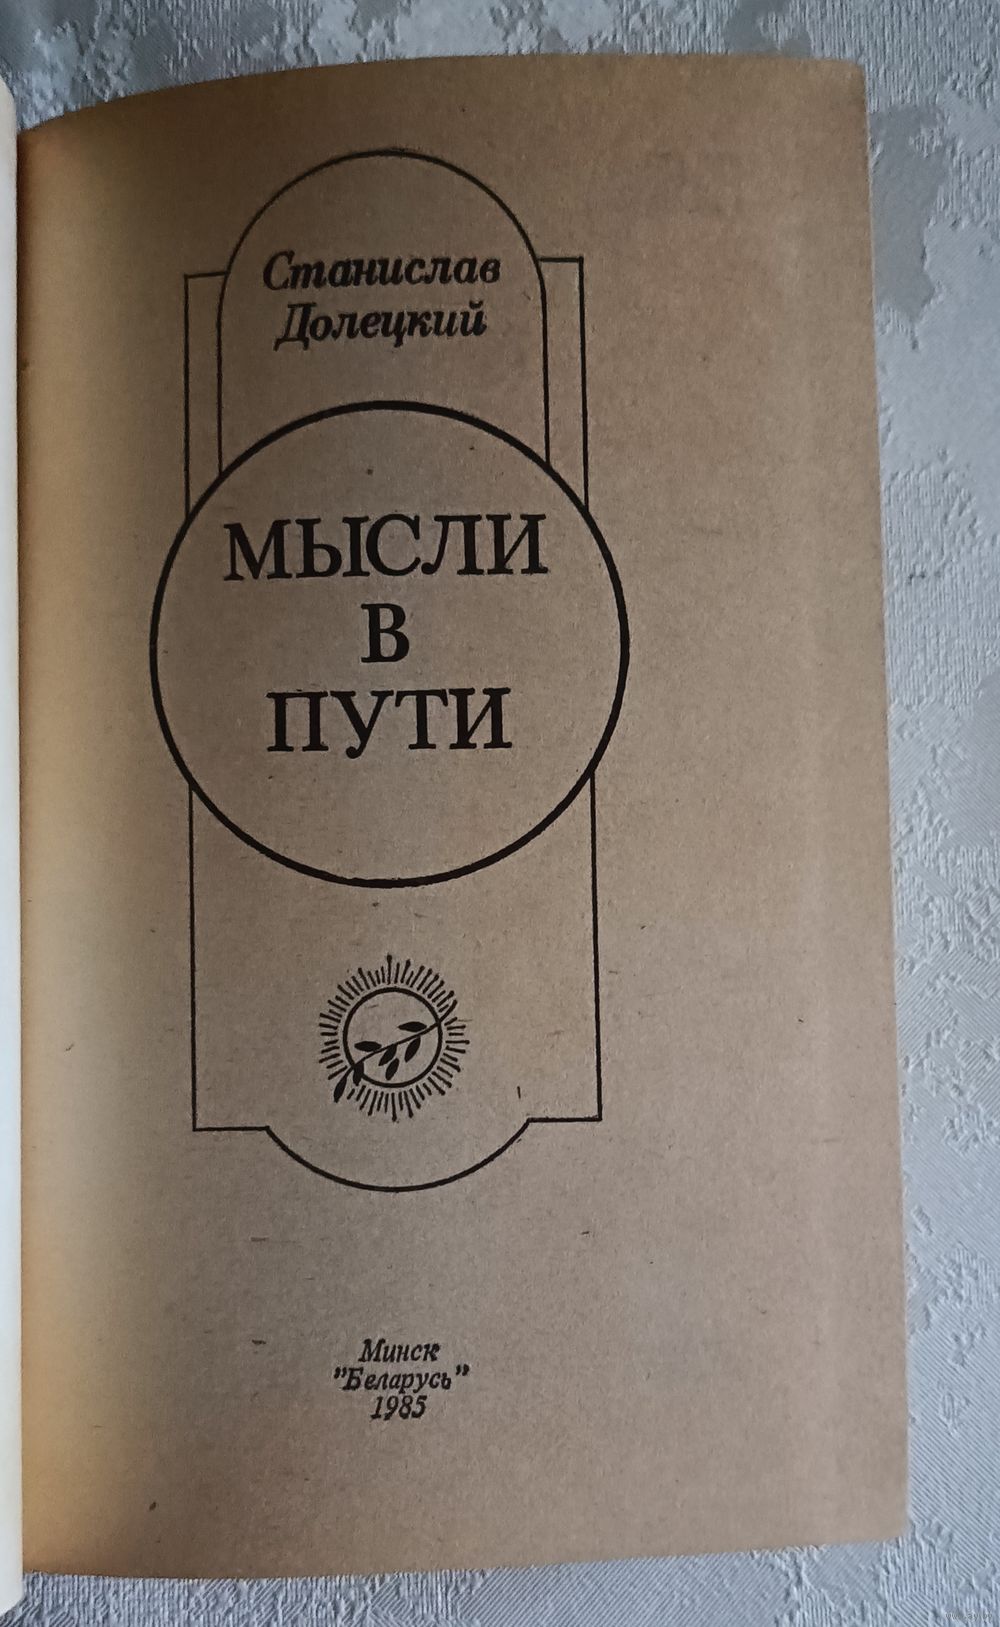 Станислав
Долецкий
МЫСЛИ
В
ПУТИ
Минск
"Беларусь"
1985